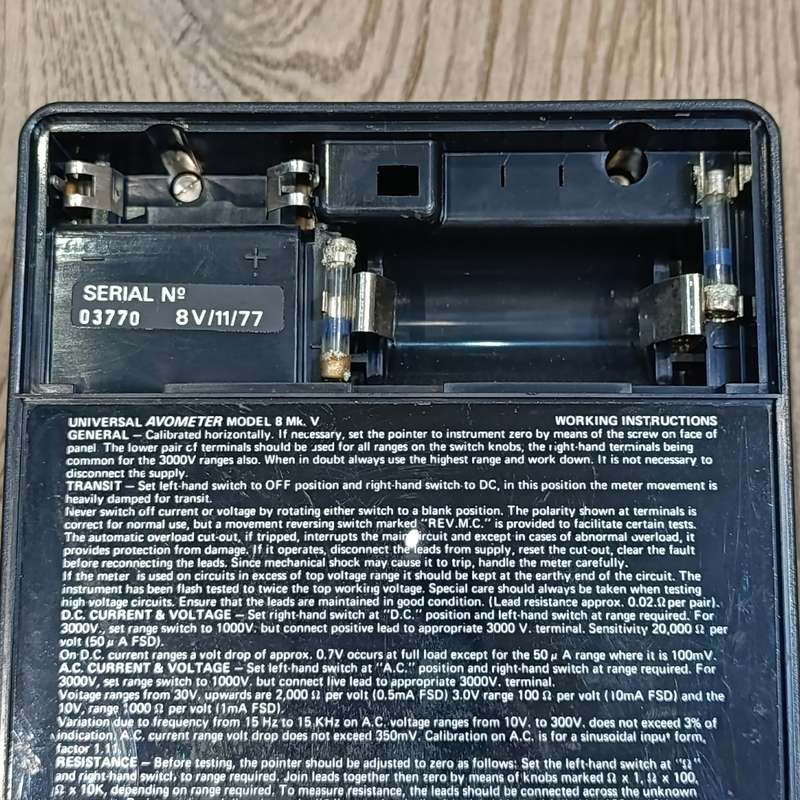 − +
SERIAL Nº
03770 8V/11/77
UNIVERSAL AVOMETER MODEL 8 Mk. V WORKING INSTRUCTIONS
GENERAL – Calibrated horizontally. If necessary, set the pointer to instrument zero by means of the screw on face of
panel. The lower pair of terminals should be used for all ranges on the switch knobs, the right-hand terminals being
common for the 3000V ranges also. When in doubt always use the highest range and work down. It is not necessary to
disconnect the supply.
TRANSIT – Set left-hand switch to OFF position and right-hand switch to DC, in this position the meter movement is
heavily damped for transit.
Never switch off current or voltage by rotating either switch to a blank position. The polarity shown at terminals is
correct for normal use, but a movement reversing switch marked "REV.M.C." is provided to facilitate certain tests.
The automatic overload cut-out, if tripped, interrupts the main circuit and except in cases of abnormal overload, it
provides protection from damage. If it operates, disconnect the leads from supply, reset the cut-out, clear the fault
before reconnecting the leads. Since mechanical shock may cause it to trip, handle the meter carefully.
If the meter is used on circuits in excess of top voltage range it should be kept at the earthy end of the circuit. The
instrument has been flash tested to twice the top working voltage. Special care should always be taken when testing
high voltage circuits. Ensure that the leads are maintained in good condition. (Lead resistance approx. 0.02.Ω per pair).
D.C. CURRENT & VOLTAGE – Set right-hand switch at "D.C." position and left-hand switch at range required. For
3000V., set range switch to 1000V. but connect positive lead to appropriate 3000 V. terminal. Sensitivity 20,000 Ω per
volt (50 μ A FSD).
On D.C. current ranges a volt drop of approx. 0.7V occurs at full load except for the 50 μ A range where it is 100mV.
A.C. CURRENT & VOLTAGE – Set left-hand switch at "A.C." position and right-hand switch at range required. For
3000V, set range switch to 1000V. but connect live lead to appropriate 3000V. terminal.
Voltage ranges from 30V. upwards are 2,000 Ω per volt (0.5mA FSD) 3.0V range 100 Ω per volt (10mA FSD) and the
10V, range 1000 Ω per volt (1mA FSD).
Variation due to frequency from 15 Hz to 15 KHz on A.C. voltage ranges from 10V. to 300V. does not exceed 3% of
indication. A.C. current range volt drop does not exceed 350mV. Calibration on A.C. is for a sinusoidal input form,
factor 1.11.
RESISTANCE – Before testing, the pointer should be adjusted to zero as follows: Set the left-hand switch at "Ω"
and right-hand switch to range required. Join leads together then zero by means of knobs marked Ω x 1, Ω x 100,
Ω x 10K, depending on range required. To measure resistance, the leads should be connected across the unknown